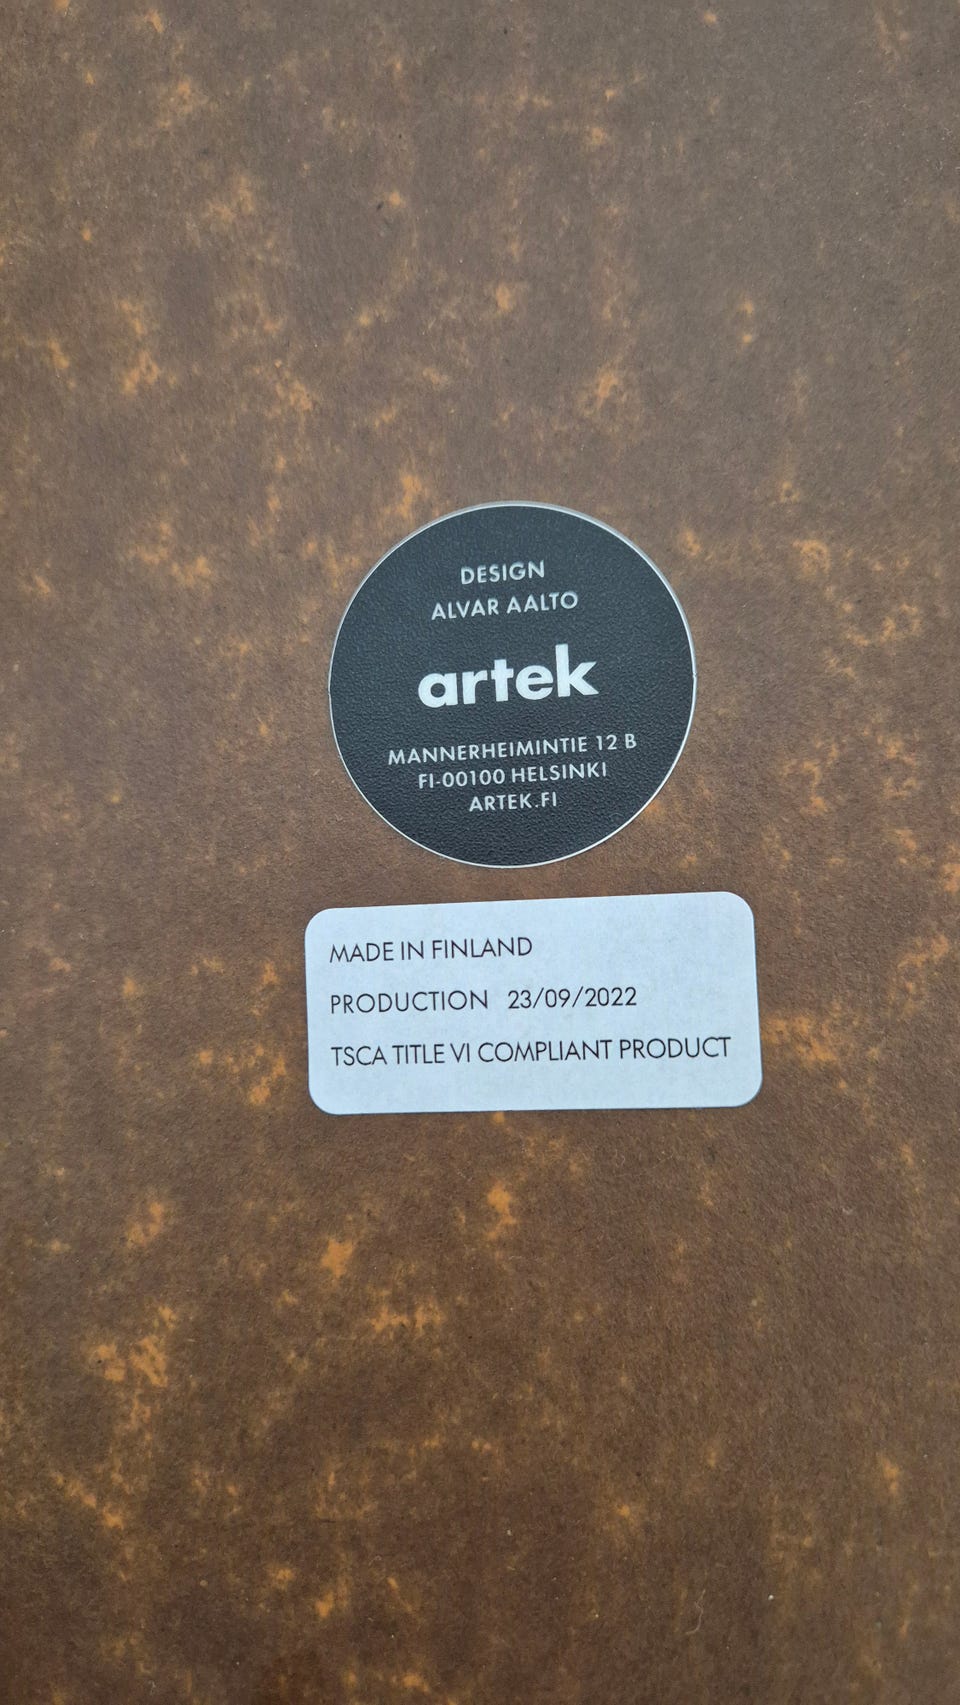 DESIGN
ALVAR AALTO
artek
MANNERHEIMINTIE 12 B
FI-00100 HELSINKI
ARTEK.FI
MADE IN FINLAND
PRODUCTION 23/09/2022
TSCA TITLE VI COMPLIANT PRODUCT